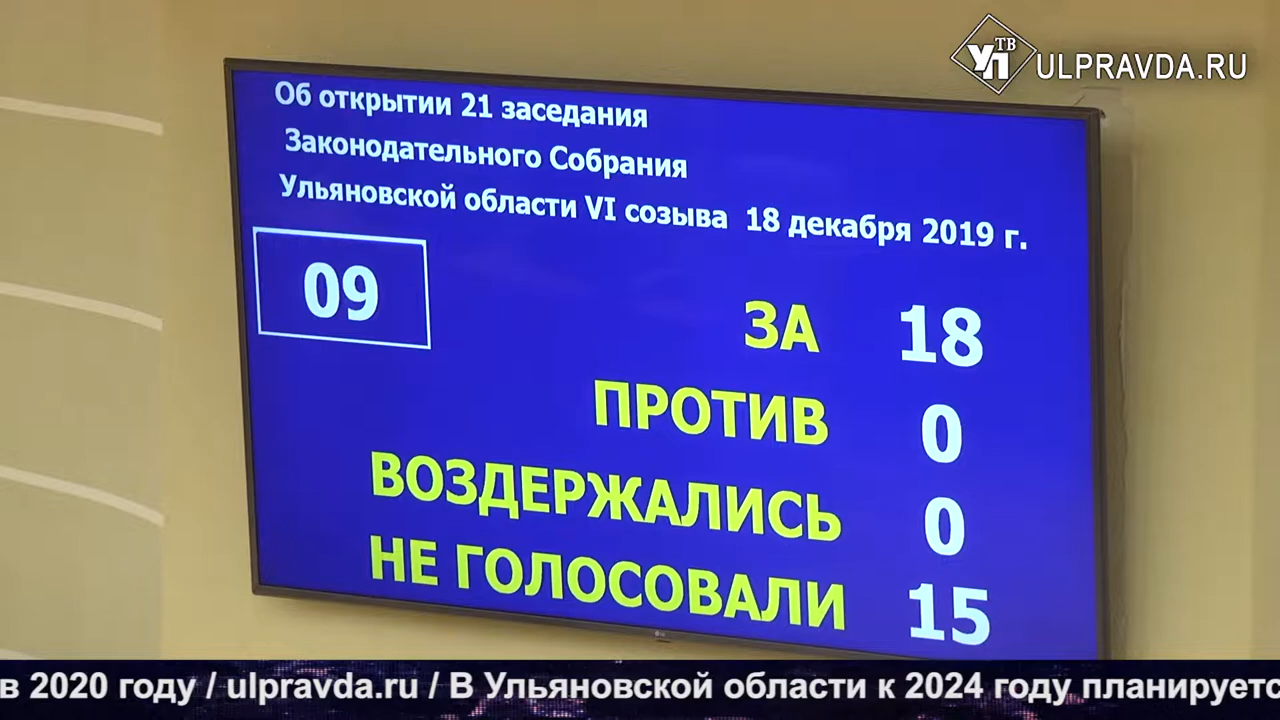 УП ТВ ULPRAVDA.RU
Об открытии 21 заседания
Законодательного Собрания
Ульяновской области VI созыва 18 декабря 2019 г.
09
ЗА 18
ПРОТИВ 0
ВОЗДЕРЖАЛИСЬ 0
НЕ ГОЛОСОВАЛИ 15
LG
в 2020 году / ulpravda.ru / В Ульяновской области к 2024 году планируетс